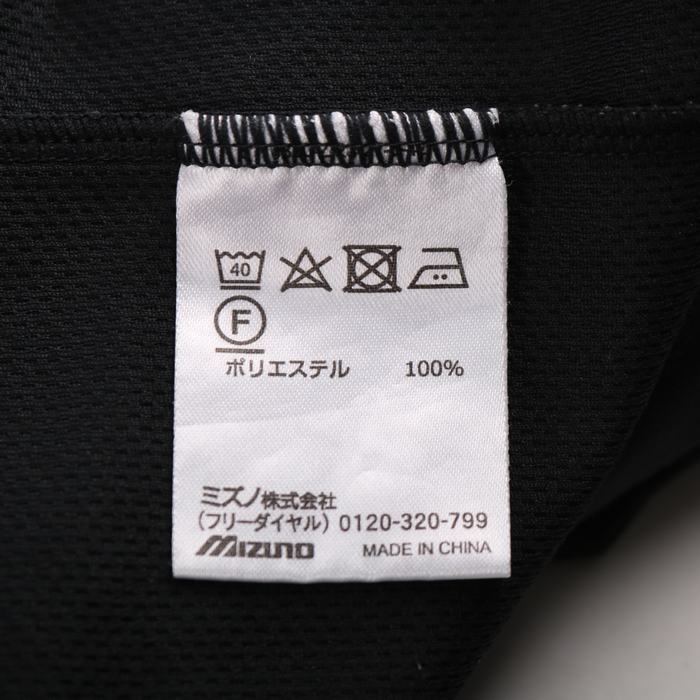 40
F
ポリエステル 100%
ミズノ株式会社
(フリーダイヤル) 0120-320-799
MIZUNO MADE IN CHINA